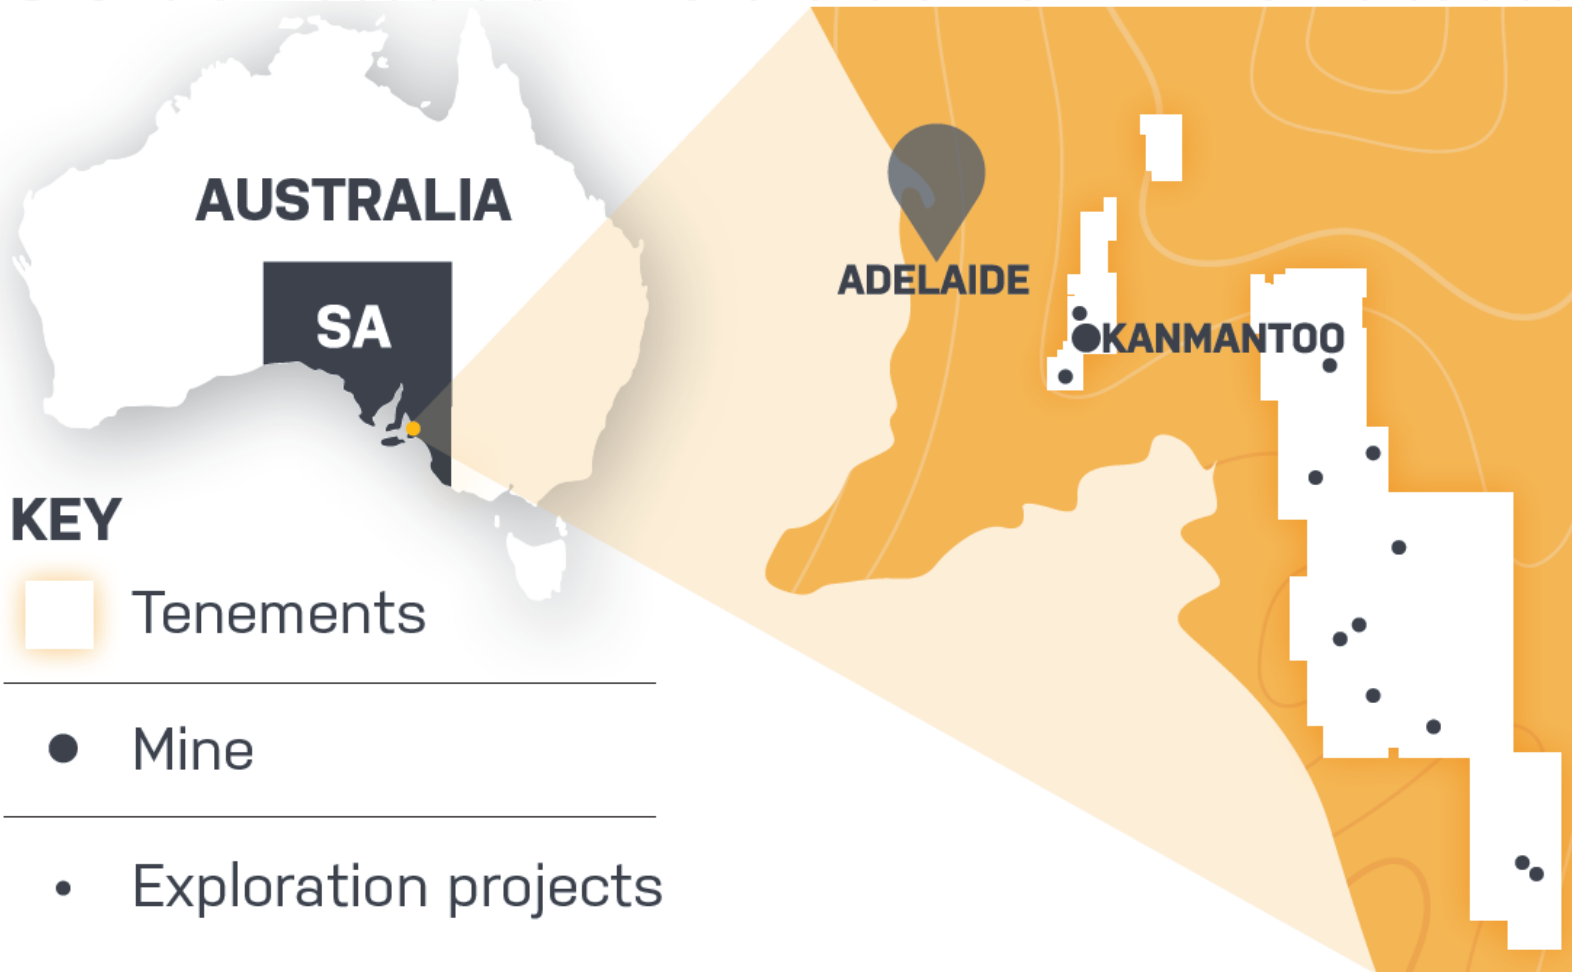 AUSTRALIA
SA
ADELAIDE
KANMANTOO
KEY
Tenements
Mine
Exploration projects